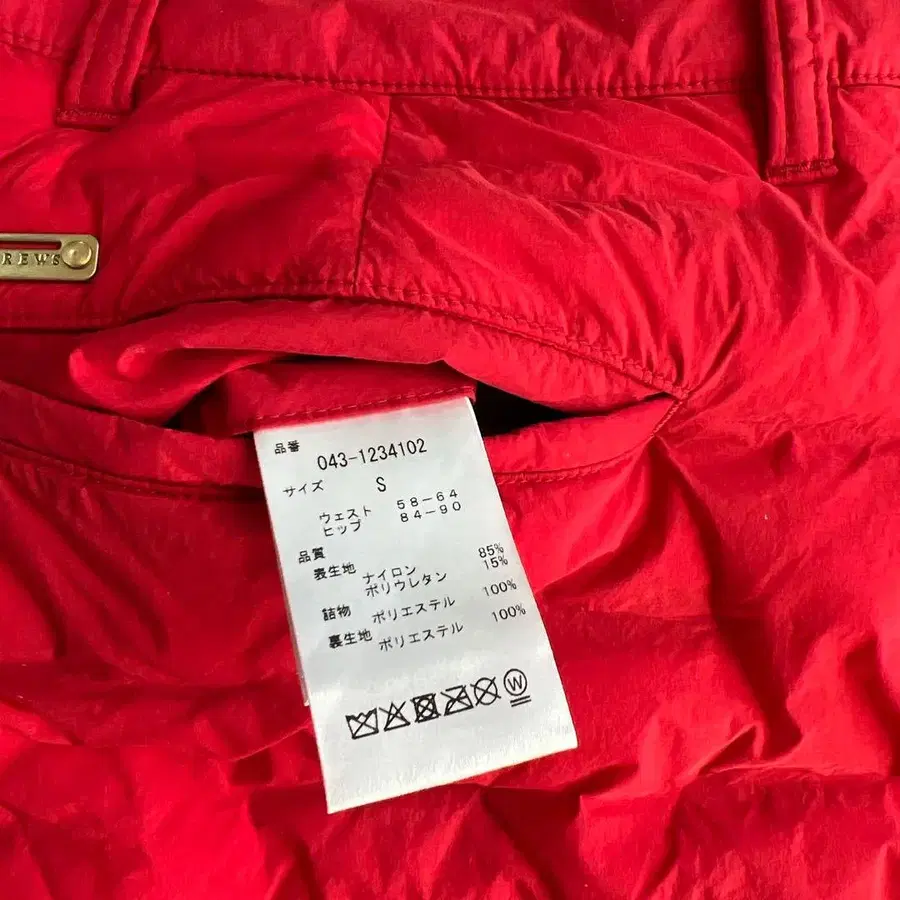 REWS
品番
043-1234102
サイズ S
ウェスト 58-64
ヒップ 84-90
品質
表生地 ナイロン 85%
ポリウレタン 15%
詰物 ポリエステル 100%
裏生地 ポリエステル 100%
W